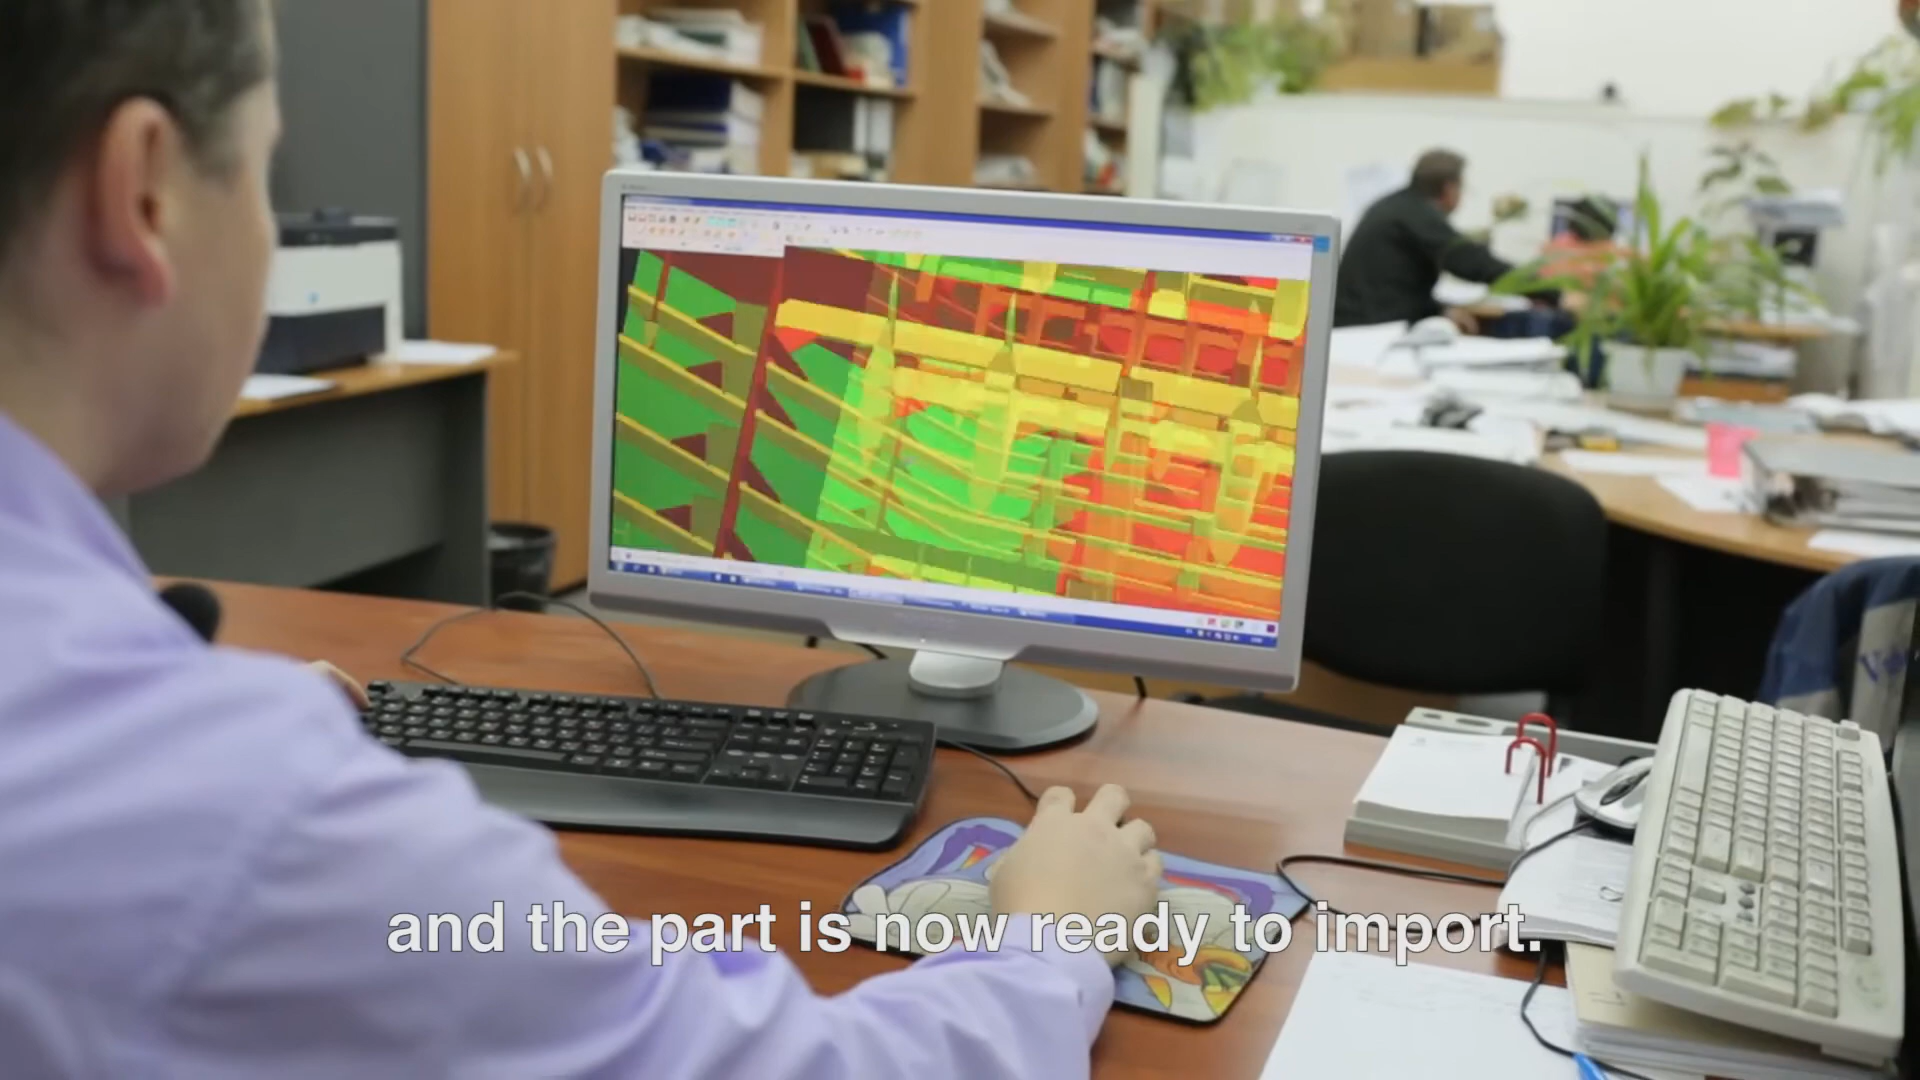 and the part is now ready to import.